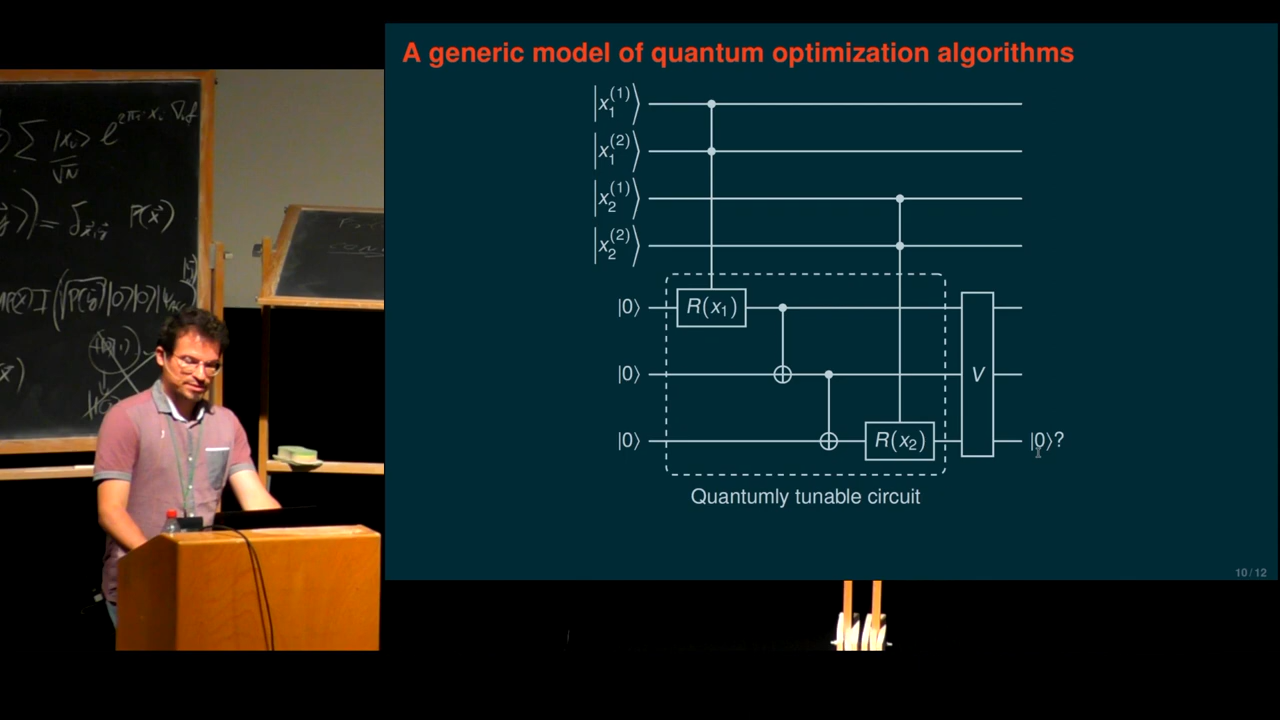 A generic model of quantum optimization algorithms
|x₁⁽¹⁾⟩
|x₁⁽²⁾⟩
|x₂⁽¹⁾⟩
|x₂⁽²⁾⟩
|0⟩ R(x₁)
|0⟩ V
|0⟩ R(x₂) |0⟩?
Quantumly tunable circuit
10 / 12
∑ |xᵢ⟩
√N
= δ P(x⃗)